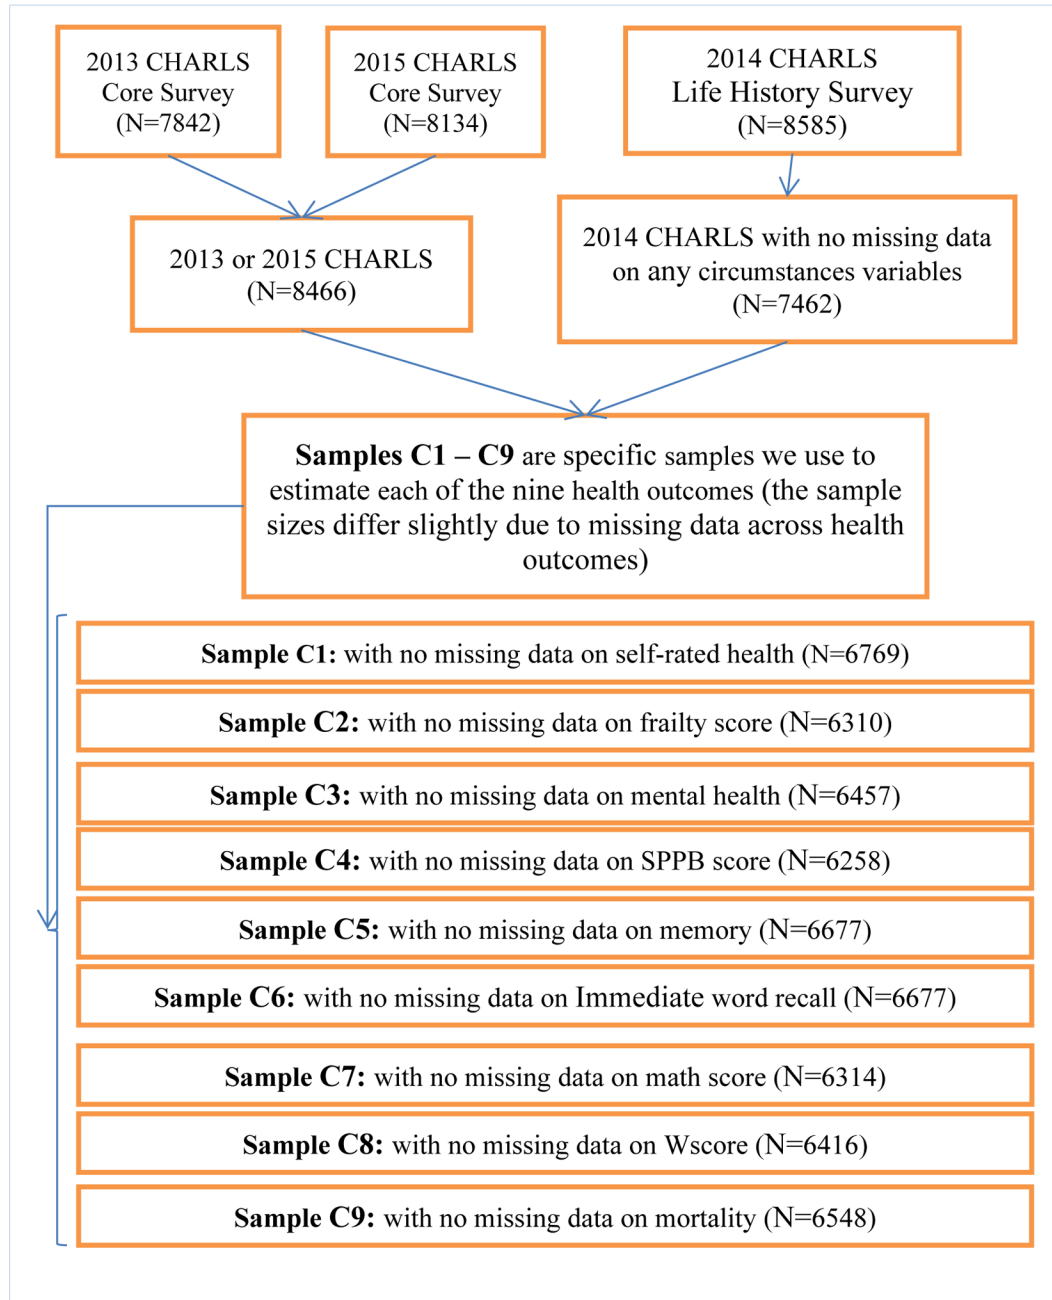 2013 CHARLS
Core Survey
(N=7842)
2015 CHARLS
Core Survey
(N=8134)
2014 CHARLS
Life History Survey
(N=8585)
2013 or 2015 CHARLS
(N=8466)
2014 CHARLS with no missing data
on any circumstances variables
(N=7462)
Samples C1 – C9 are specific samples we use to
estimate each of the nine health outcomes (the sample
sizes differ slightly due to missing data across health
outcomes)
Sample C1: with no missing data on self-rated health (N=6769)
Sample C2: with no missing data on frailty score (N=6310)
Sample C3: with no missing data on mental health (N=6457)
Sample C4: with no missing data on SPPB score (N=6258)
Sample C5: with no missing data on memory (N=6677)
Sample C6: with no missing data on Immediate word recall (N=6677)
Sample C7: with no missing data on math score (N=6314)
Sample C8: with no missing data on Wscore (N=6416)
Sample C9: with no missing data on mortality (N=6548)